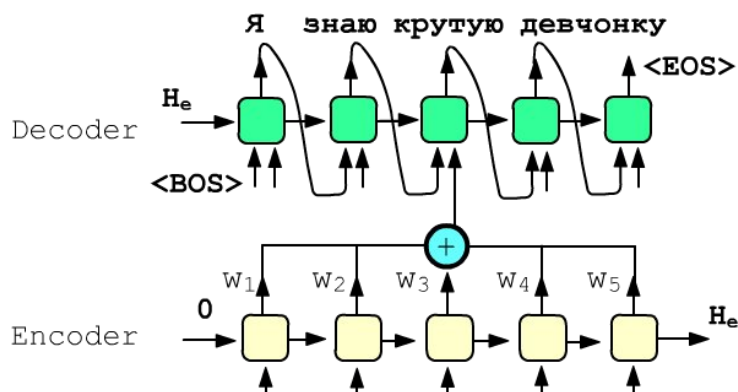 Я знаю крутую девчонку
<EOS>
He
Decoder
<BOS>
+
W1 W2 W3 W4 W5
0
Encoder
He